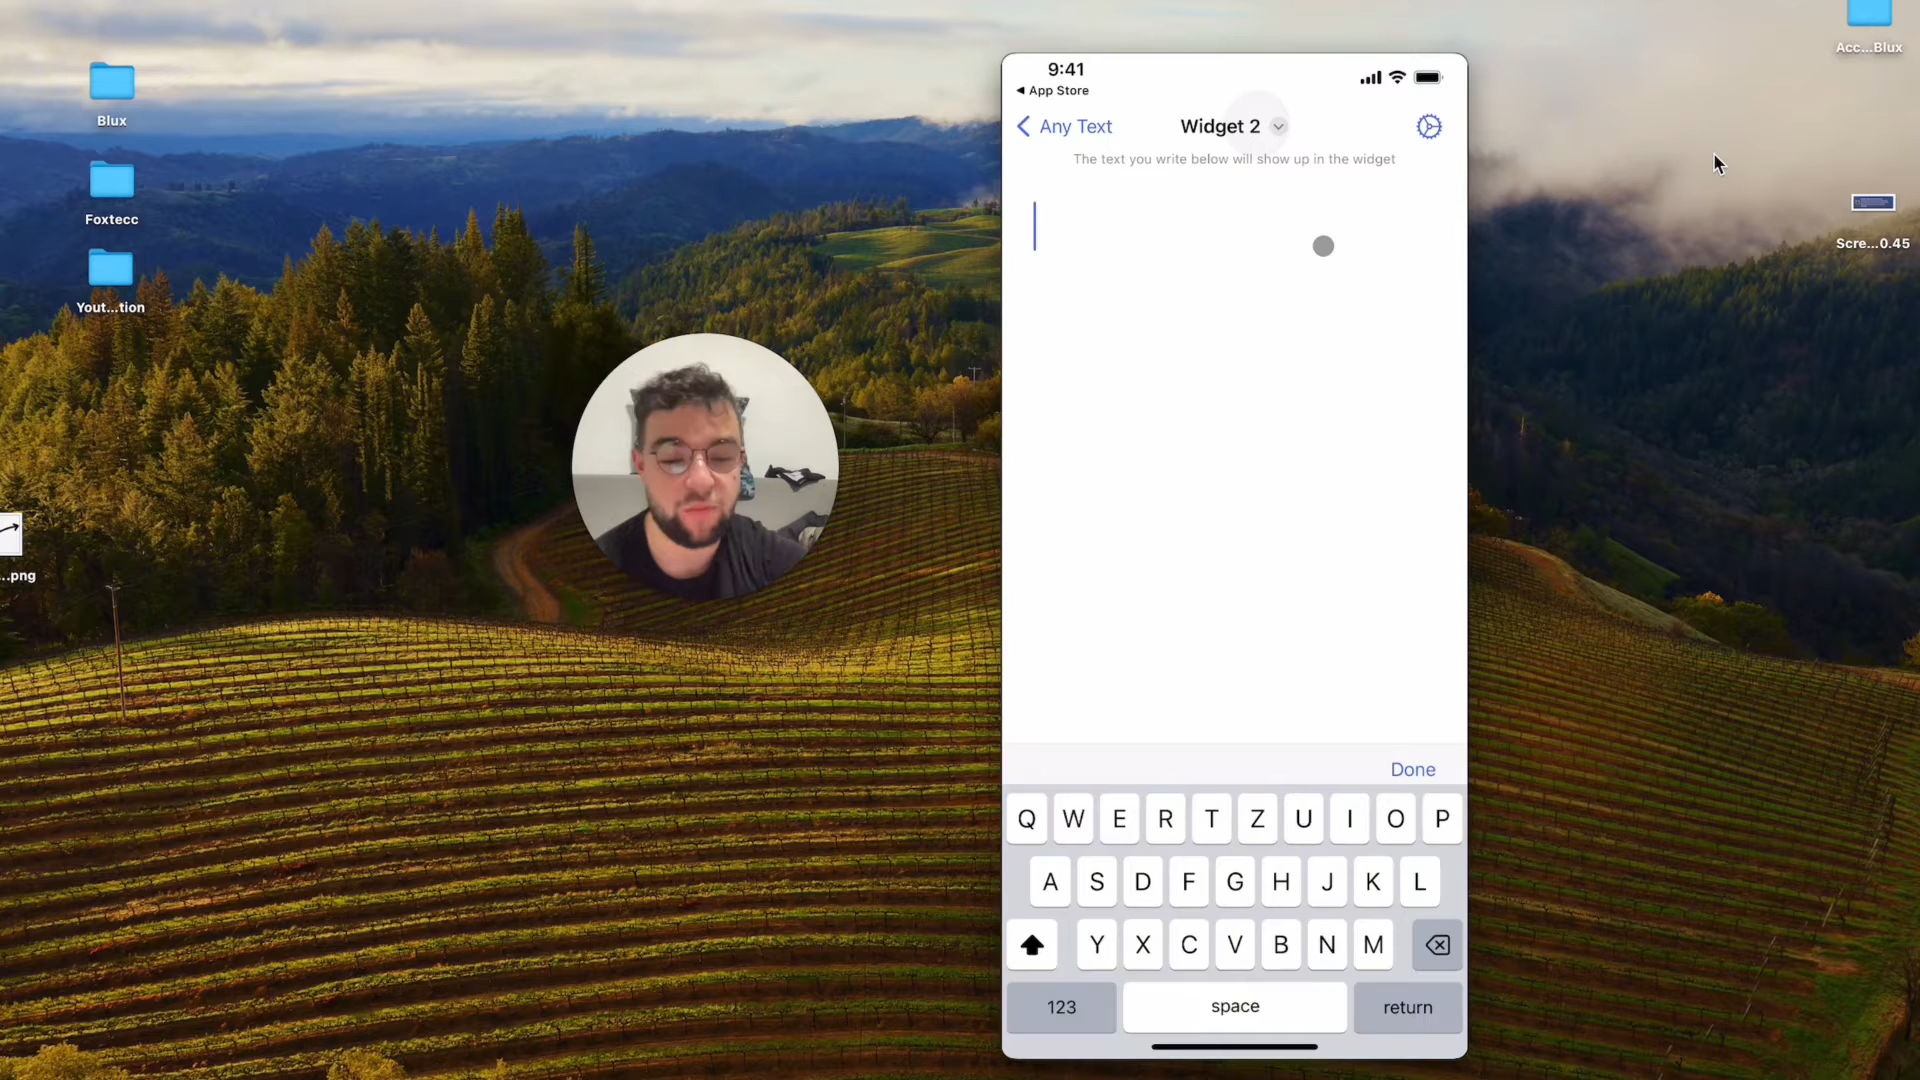 Blux
Foxtecc
Yout...tion
...png
Acc...Blux
Scre...0.45
9:41
App Store
Any Text
Widget 2
The text you write below will show up in the widget
Done
Q W E R T Z U I O P
A S D F G H J K L
Y X C V B N M
123 space return